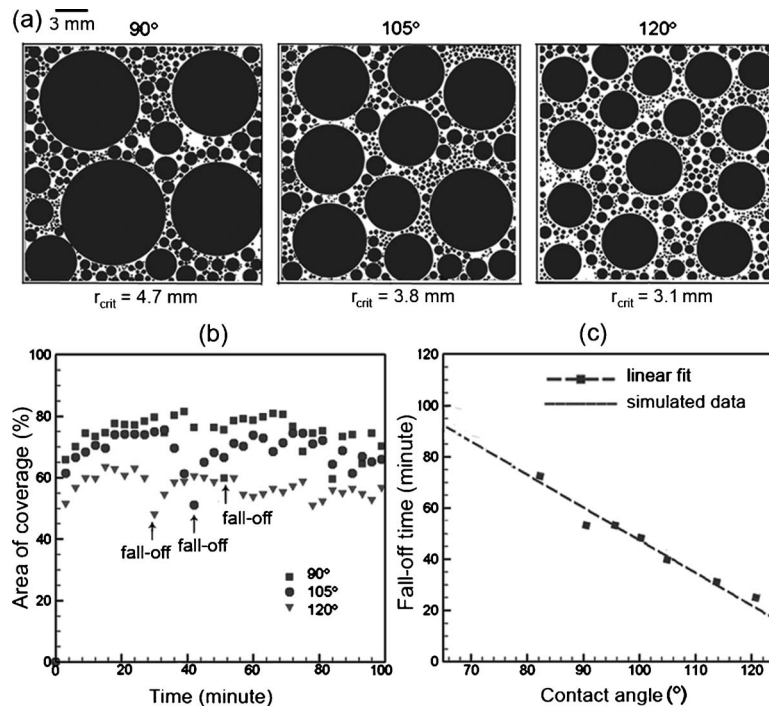 (a) 3 mm 90° 105° 120°
r_crit = 4.7 mm r_crit = 3.8 mm r_crit = 3.1 mm
(b) (c)
100
80
60
40
20
0
Area of coverage (%)
fall-off fall-off fall-off
90°
105°
120°
0 20 40 60 80 100
Time (minute)
120
100
80
60
40
20
0
Fall-off time (minute)
linear fit
simulated data
70 80 90 100 110 120
Contact angle (°)